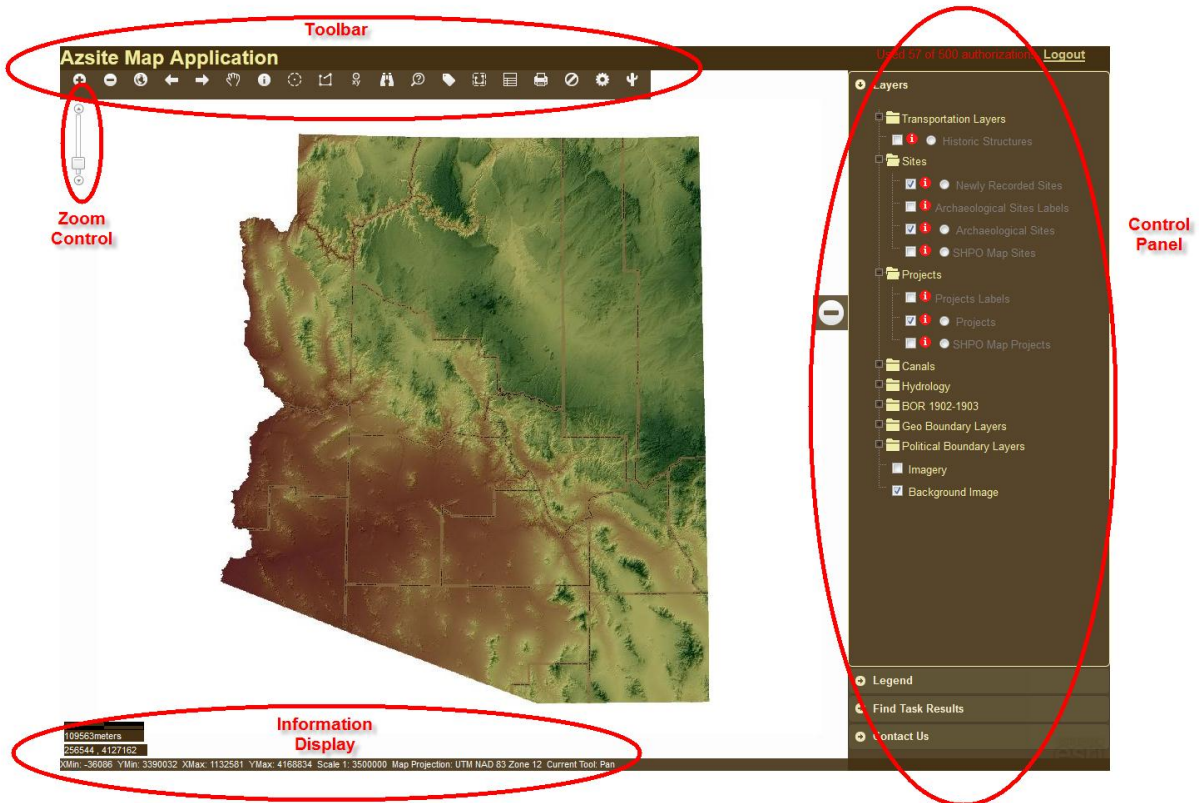 Toolbar
Azsite Map Application
Used 57 of 500 authorizations Logout
Zoom
Control
Layers
Transportation Layers
Historic Structures
Sites
Newly Recorded Sites
Archaeological Sites Labels
Archaeological Sites
SHPO Map Sites
Projects
Projects Labels
Projects
SHPO Map Projects
Canals
Hydrology
BOR 1902-1903
Geo Boundary Layers
Political Boundary Layers
Imagery
Background Image
Control
Panel
Legend
Find Task Results
Contact Us
Information
Display
109563meters
256544 , 4127162
XMin: -36086 YMin: 3390032 XMax: 1132581 YMax: 4168834 Scale 1: 3500000 Map Projection: UTM NAD 83 Zone 12 Current Tool: Pan